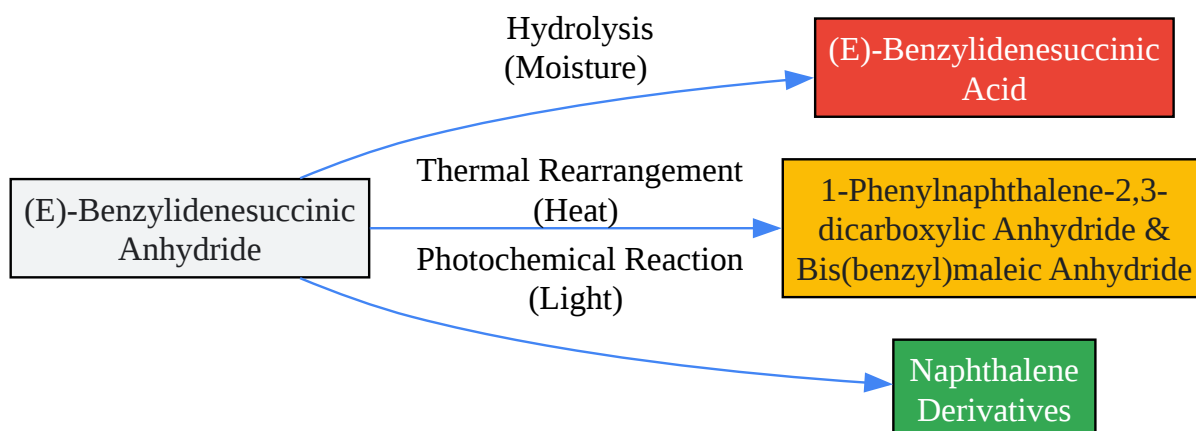 Hydrolysis
(Moisture)
(E)-Benzylidenesuccinic
Acid
(E)-Benzylidenesuccinic
Anhydride
Thermal Rearrangement
(Heat)
1-Phenylnaphthalene-2,3-
dicarboxylic Anhydride &
Bis(benzyl)maleic Anhydride
Photochemical Reaction
(Light)
Naphthalene
Derivatives